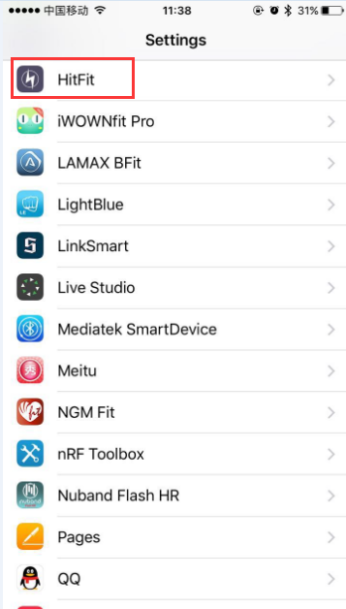 中国移动 11:38 31%
Settings
HitFit
iWOWNfit Pro
LAMAX BFit
LightBlue
LinkSmart
Live Studio
Mediatek SmartDevice
Meitu
NGM Fit
nRF Toolbox
Nuband Flash HR
Pages
QQ